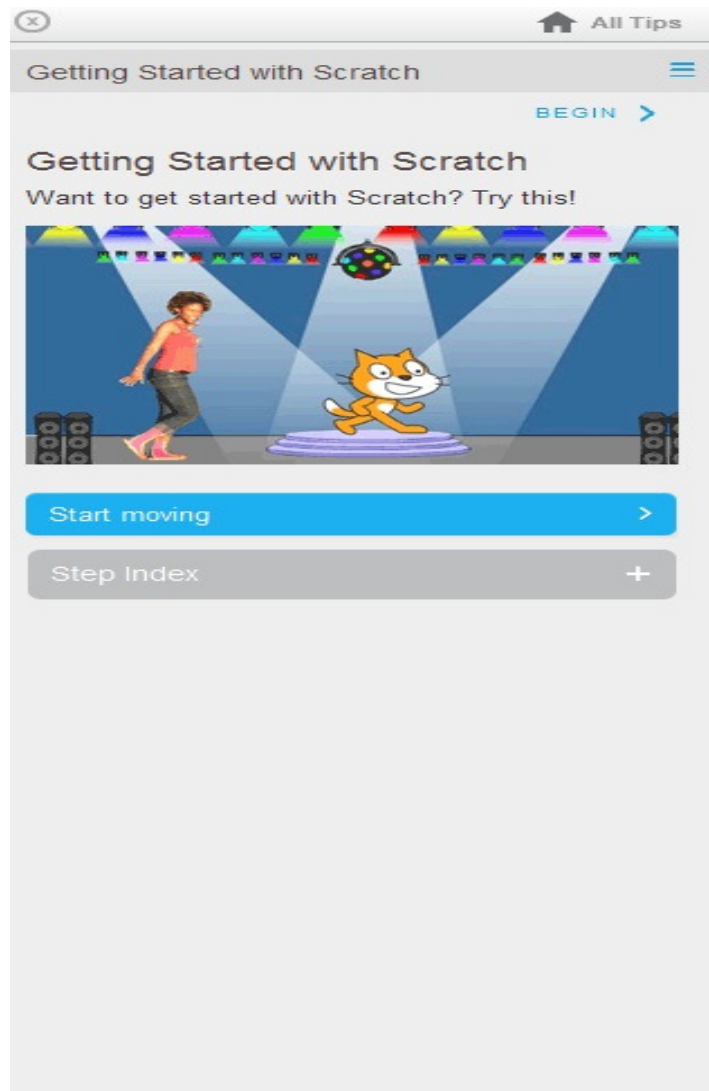 All Tips
Getting Started with Scratch
BEGIN >
Getting Started with Scratch
Want to get started with Scratch? Try this!
Start moving >
Step Index +